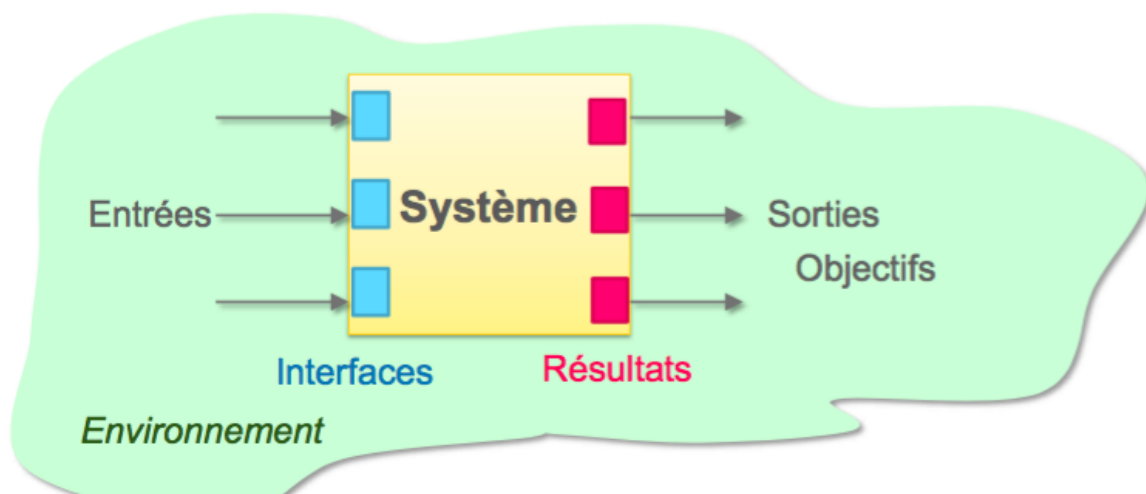 Entrées
Système
Sorties
Objectifs
Interfaces
Résultats
Environnement